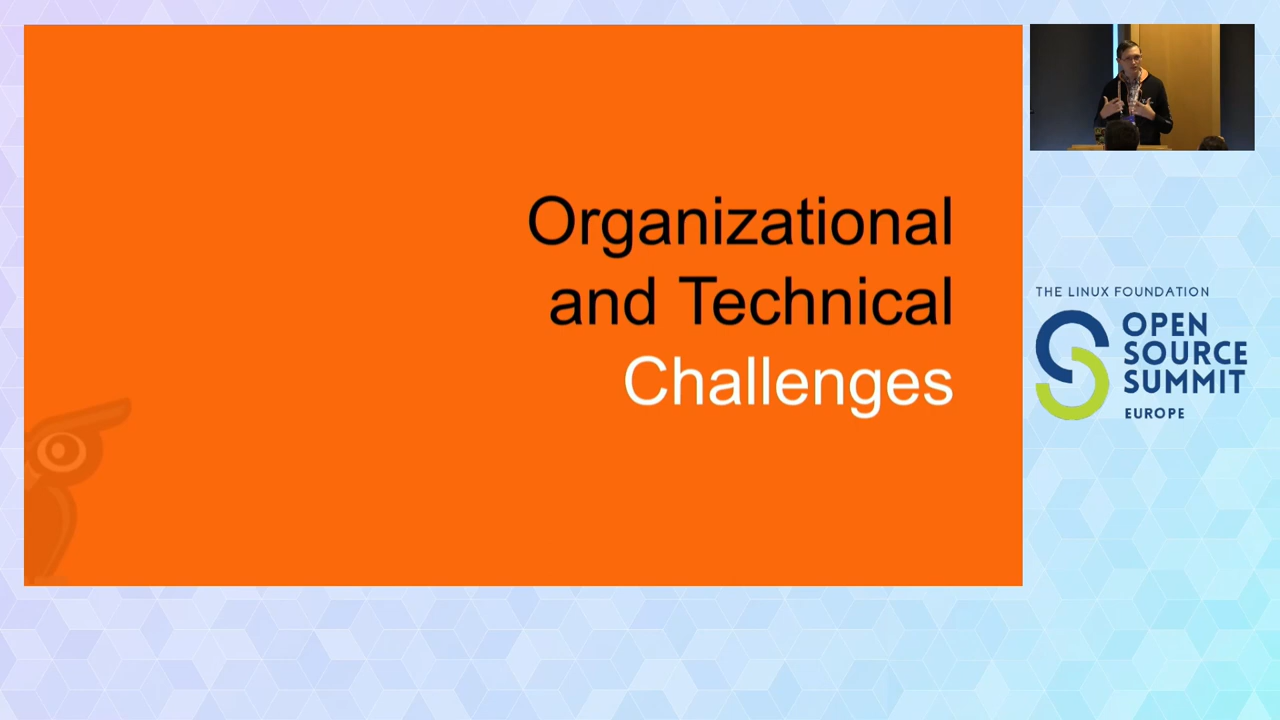 Organizational
and Technical
Challenges
THE LINUX FOUNDATION
OPEN
SOURCE
SUMMIT
EUROPE